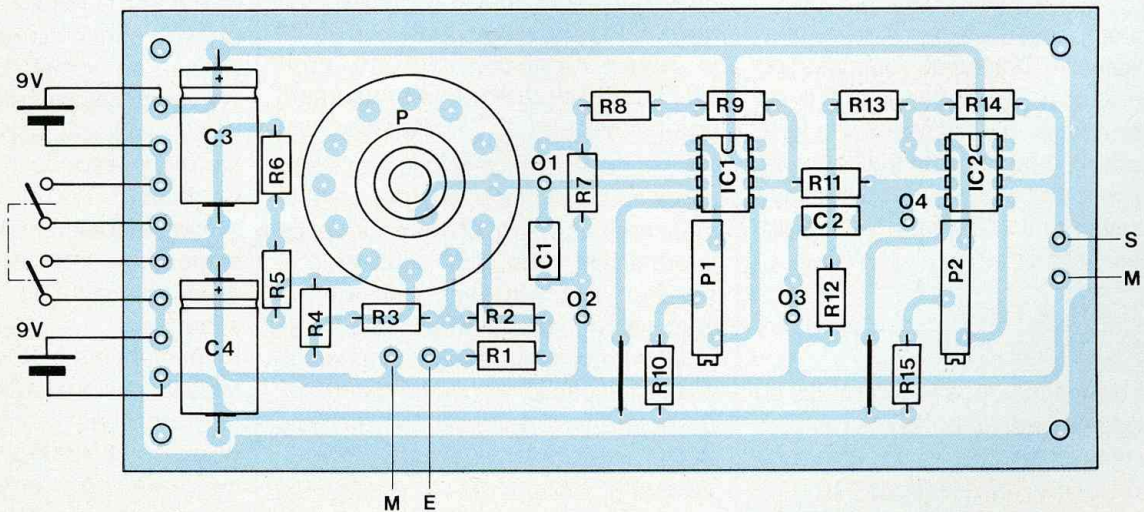 9V
9V
+
C3
+
C4
R6
R5
R4
P
R3
R2
R1
M
E
O1
O2
C1
R7
R8
R9
IC1
P1
R10
R11
C2
O3
R12
R13
R14
O4
IC2
P2
R15
S
M